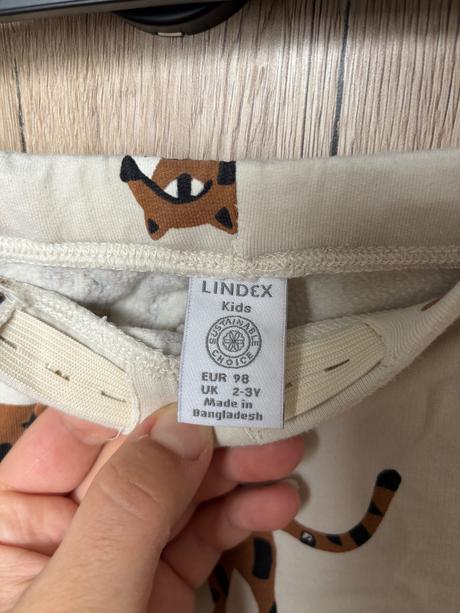 LINDEX
Kids
SUSTAINABLE
CHOICE
EUR 98
UK 2-3Y
Made in
Bangladesh